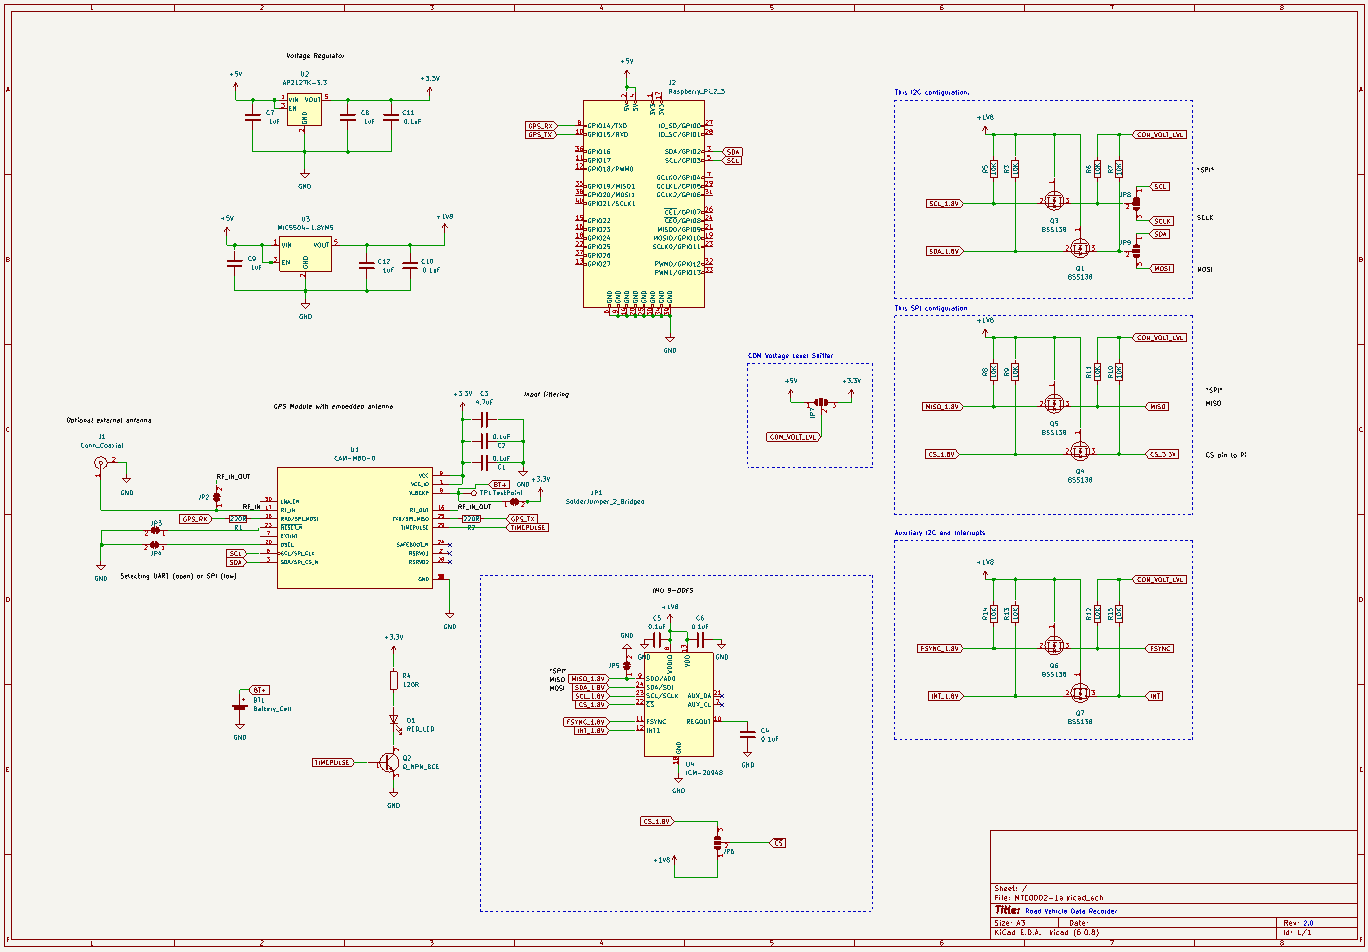 1 2 3 4 5 6 7 8
A
B
C
D
E
F
Voltage Regulator
U2
AP2127K-3.3
+5V
+3.3V
VIN VOUT
EN
GND
C7
1uF
C8
1uF
C11
0.1uF
GND
U3
MIC5504-1.8YM5
+5V
+1V8
VIN VOUT
EN
GND
C9
1uF
C12
1uF
C10
0.1uF
GND
+5V
J2
Raspberry_Pi_2_3
GPS_RX
GPS_TX
GPIO14/TXD
GPIO15/RXD
GPIO16
GPIO17
GPIO18/PWM0
GPIO19/MISO1
GPIO20/MOSI1
GPIO21/SCLK1
GPIO22
GPIO23
GPIO24
GPIO25
GPIO26
GPIO27
ID_SD/GPIO0
ID_SC/GPIO1
SDA/GPIO2
SCL/GPIO3
GCLK0/GPIO4
GCLK1/GPIO5
GCLK2/GPIO6
CE1/GPIO7
CE0/GPIO8
MISO0/GPIO9
MOSI0/GPIO10
SCLK0/GPIO11
PWM0/GPIO12
PWM1/GPIO13
SDA
SCL
GND
This I2C configuration.
+1V8
CON_VOLT_LVL
R5 10K
R3 10K
R6 10K
R7 10K
"SPI"
SCL_1.8V
Q3
BSS138
JP8
SCL
SCLK
SCLK
SDA_1.8V
Q1
BSS138
JP9
SDA
MOSI
MOSI
This SPI configuration
+1V8
CON_VOLT_LVL
R8 10K
R9 10K
R11 10K
R10 10K
"SPI"
MISO
MISO_1.8V
Q5
BSS138
MISO
CS_1.8V
Q4
BSS138
CS_3.3V
CS pin to Pi
Auxiliary I2C and Interrupts
+1V8
CON_VOLT_LVL
R14 10K
R13 10K
R12 10K
R15 10K
FSYNC_1.8V
Q6
BSS138
FSYNC
INT_1.8V
Q7
BSS138
INT
CON Voltage Level Shifter
+5V
+3.3V
JP7
CON_VOLT_LVL
Optional external antenna
J1
Conn_Coaxial
GND
GPS Module with embedded antenna
U1
CAM-M8Q-0
Input filtering
+3.3V
C3
4.7uF
0.1uF
C2
0.1uF
C1
GND
RF_IN_OUT
JP2
RF_IN
GPS_RX
220R
R1
JP3
JP4
SCL
SDA
GND
Selecting UART (open) or SPI (low)
LNA_EN
RF_IN
RXD/SPI_MOSI
RESET_N
EXTINT
DSEL
SCL/SPI_CLK
SDA/SPI_CS_N
VCC
VCC_IO
V_BCKP
RF_OUT
TXD/SPI_MISO
TIMEPULSE
SAFEBOOT_N
RSRVD1
RSRVD2
GND
BT+
TP1 TestPoint
+3.3V
JP1
SolderJumper_2_Bridged
RF_IN_OUT
220R
R2
GPS_TX
TIMEPULSE
GND
BT+
BT1
Battery_Cell
GND
+3.3V
R4
120R
D1
RED_LED
TIMEPULSE
Q2
Q_NPN_BCE
GND
IMU 9-DOFS
+1V8
C5
0.1uF
C6
0.1uF
GND
GND
GND
JP5
"SPI"
MISO
MOSI
MISO_1.8V
SDA_1.8V
SCL_1.8V
CS_1.8V
FSYNC_1.8V
INT_1.8V
VDDIO
VDD
SDO/AD0
SDA/SDI
SCL/SCLK
CS
FSYNC
INT1
AUX_DA
AUX_CL
REGOUT
GND
C4
0.1uF
GND
U4
ICM-20948
GND
CS_1.8V
JP6
CS
+1V8
Sheet: /
File: MTE0002-1a.kicad_sch
Title: Road Vehicle Data Recorder
Size: A3 Date: Rev: 2.0
KiCad E.D.A. kicad (6.0.8) Id: 1/1